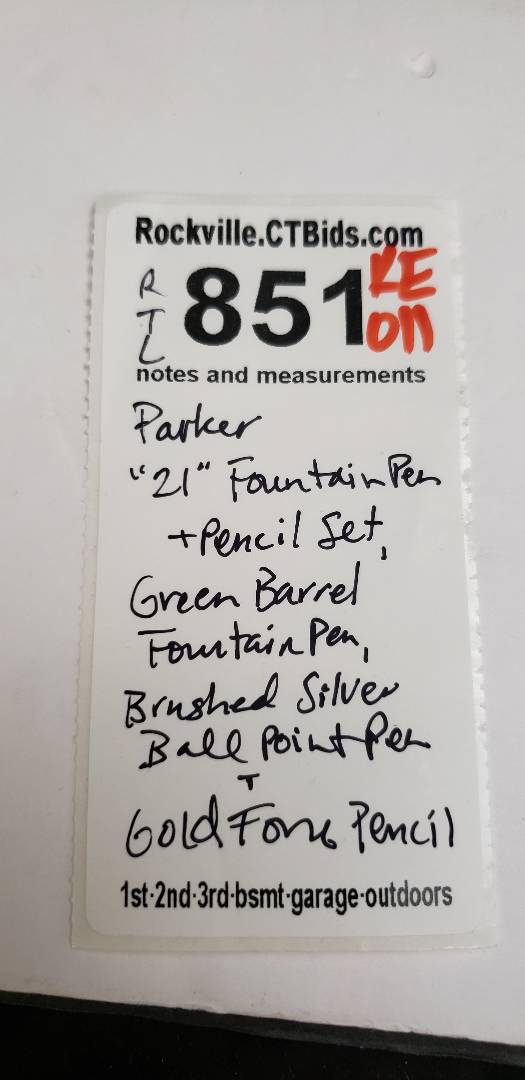 Rockville.CTBids.com
RTL 851 RE ON
notes and measurements
Parker
"21" Fountain Pen
+ Pencil Set,
Green Barrel
Fountain Pen,
Brushed Silver
Ball Point Pen
+
Gold Tone Pencil
1st·2nd·3rd·bsmt·garage·outdoors